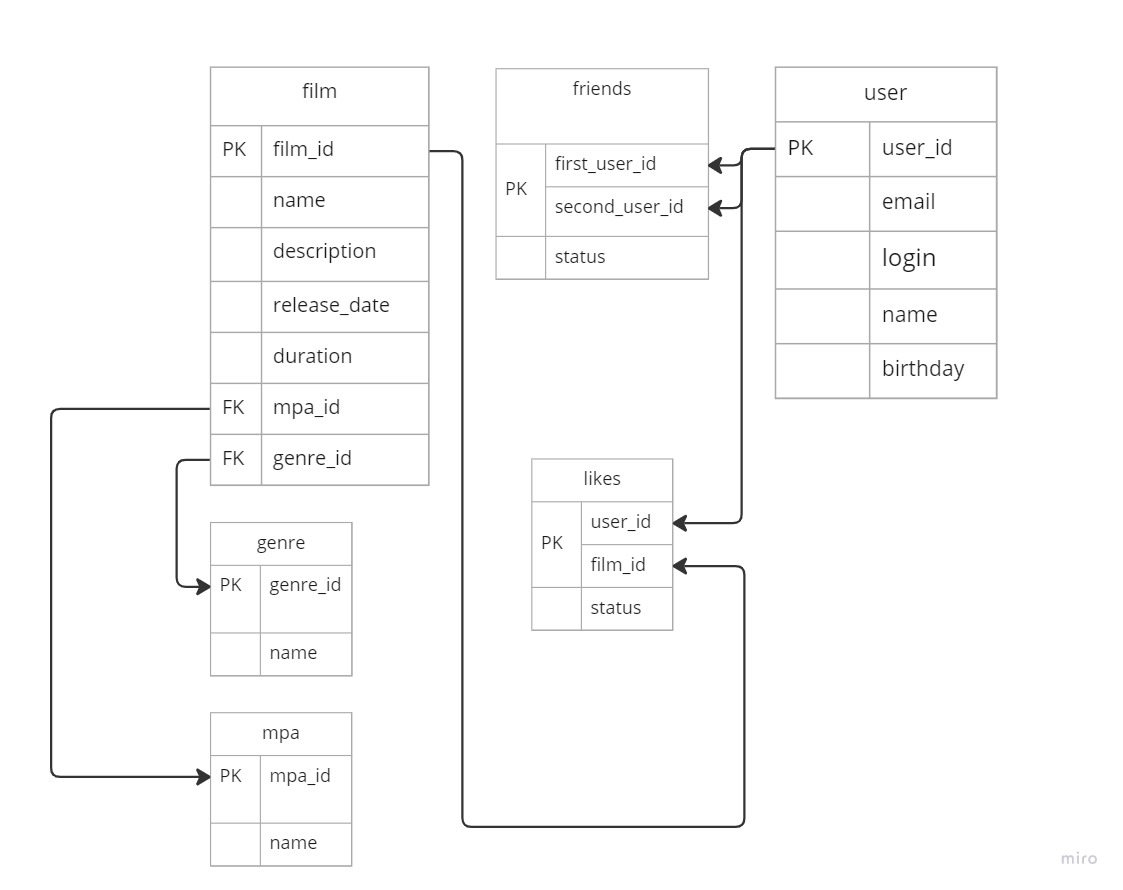 film
PK film_id
name
description
release_date
duration
FK mpa_id
FK genre_id
friends
PK
first_user_id
second_user_id
status
user
PK user_id
email
login
name
birthday
genre
PK genre_id
name
mpa
PK mpa_id
name
likes
PK
user_id
film_id
status
miro